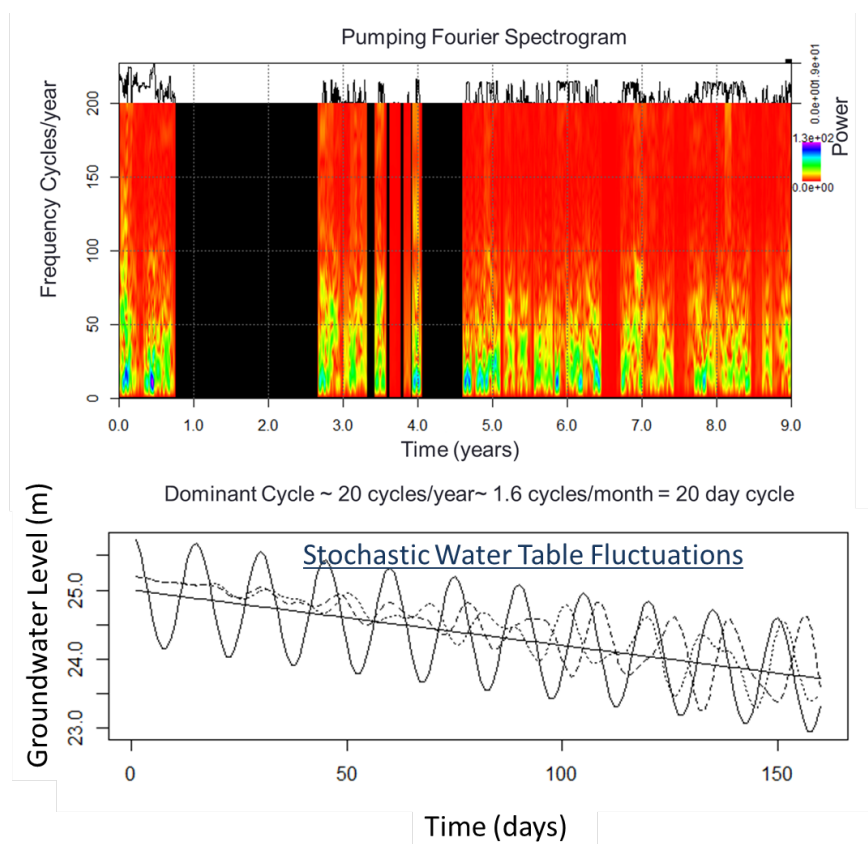 Pumping Fourier Spectrogram
Frequency Cycles/year
200
150
100
50
0
0.0 1.0 2.0 3.0 4.0 5.0 6.0 7.0 8.0 9.0
Time (years)
0.0e+00 1.9e+01
1.3e+02
0.0e+00
Power
Dominant Cycle ~ 20 cycles/year~ 1.6 cycles/month = 20 day cycle
Stochastic Water Table Fluctuations
Groundwater Level (m)
25.0
24.0
23.0
0 50 100 150
Time (days)